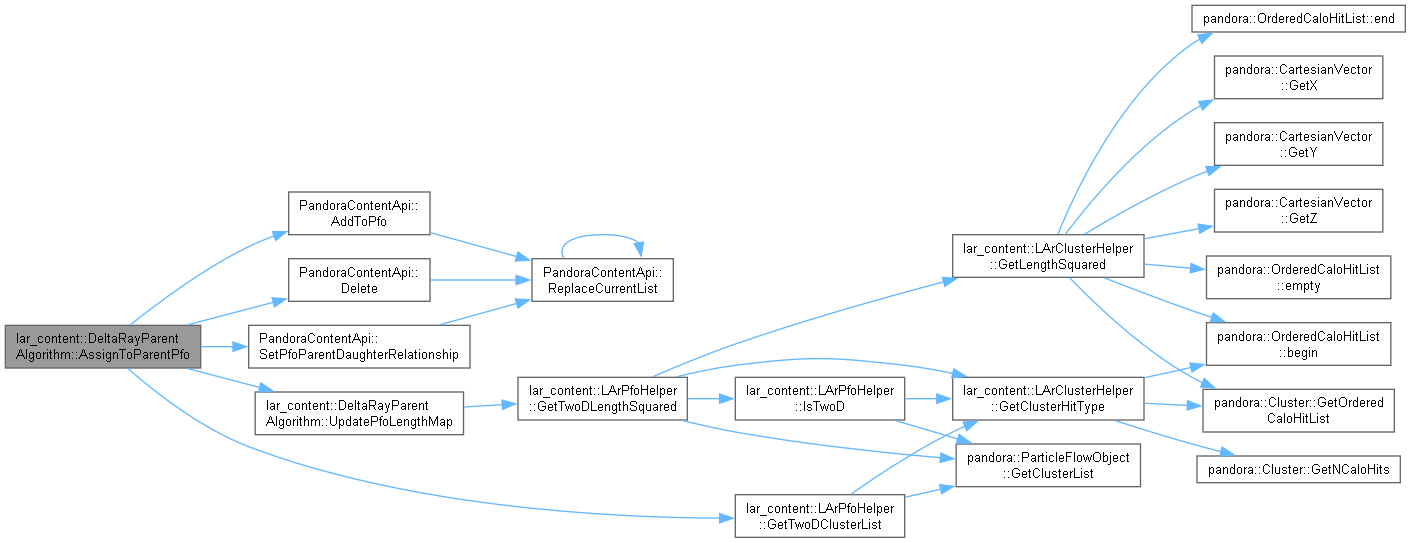 pandora::OrderedCaloHitList::end
pandora::CartesianVector
::GetX
pandora::CartesianVector
::GetY
PandoraContentApi::
AddToPfo
pandora::CartesianVector
::GetZ
lar_content::LArClusterHelper
::GetLengthSquared
PandoraContentApi::
Delete
PandoraContentApi::
ReplaceCurrentList
pandora::OrderedCaloHitList
::empty
lar_content::DeltaRayParent
Algorithm::AssignToParentPfo
PandoraContentApi::
SetPfoParentDaughterRelationship
pandora::OrderedCaloHitList
::begin
lar_content::DeltaRayParent
Algorithm::UpdatePfoLengthMap
lar_content::LArPfoHelper
::GetTwoDLengthSquared
lar_content::LArPfoHelper
::IsTwoD
lar_content::LArClusterHelper
::GetClusterHitType
pandora::Cluster::GetOrdered
CaloHitList
pandora::ParticleFlowObject
::GetClusterList
pandora::Cluster::GetNCaloHits
lar_content::LArPfoHelper
::GetTwoDClusterList